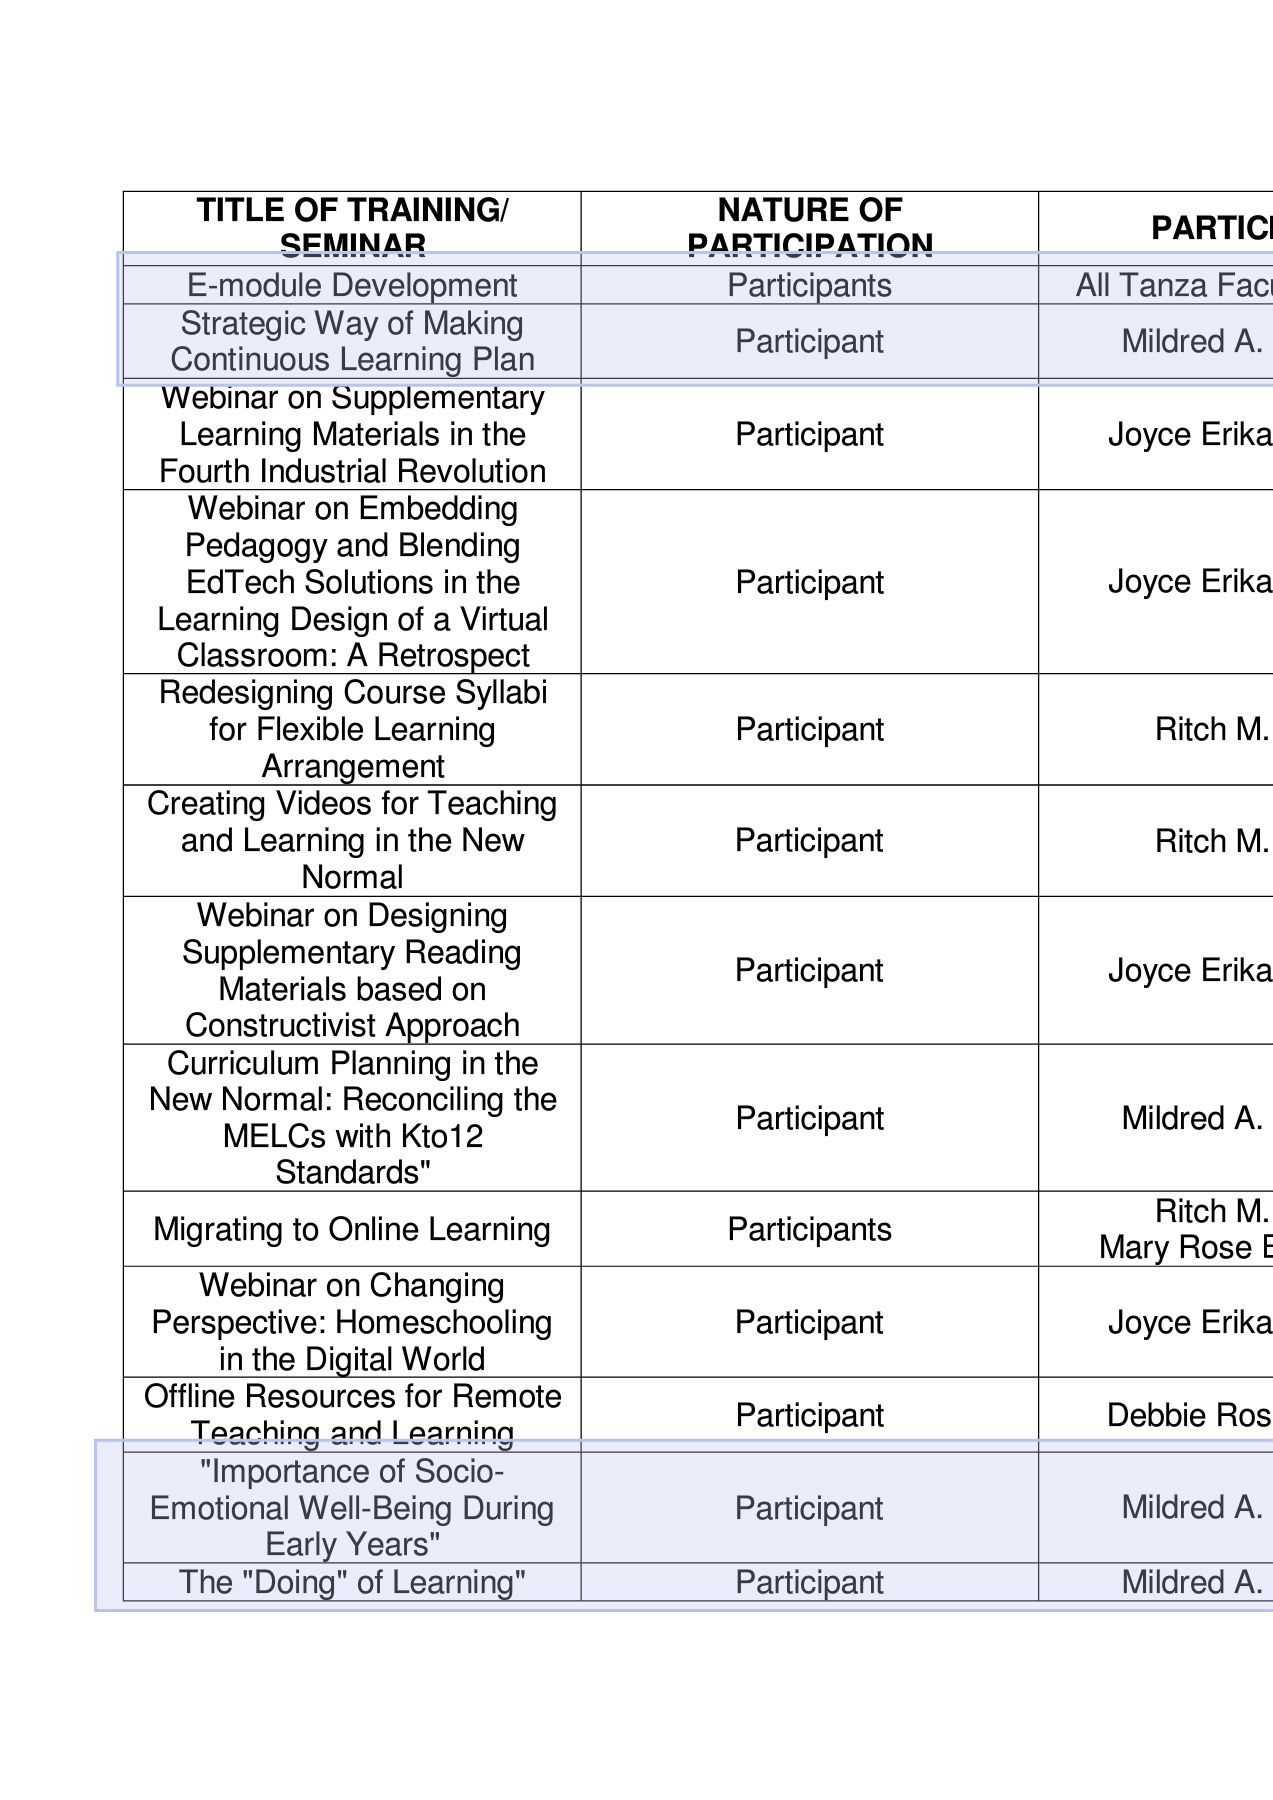 TITLE OF TRAINING/
SEMINAR
NATURE OF
PARTICIPATION
E-module Development
Participants
All Tanza
Strategic Way of Making
Continuous Learning Plan
Participant
Mildred A.
Webinar on Supplementary
Learning Materials in the
Fourth Industrial Revolution
Participant
Joyce Erika
Webinar on Embedding
Pedagogy and Blending
EdTech Solutions in the
Learning Design of a Virtual
Classroom: A Retrospect
Participant
Joyce Erika
Redesigning Course Syllabi
for Flexible Learning
Arrangement
Participant
Ritch M.
Creating Videos for Teaching
and Learning in the New
Normal
Participant
Ritch M.
Webinar on Designing
Supplementary Reading
Materials based on
Constructivist Approach
Participant
Joyce Erika
Curriculum Planning in the
New Normal: Reconciling the
MELCs with Kto12
Standards"
Participant
Mildred A.
Migrating to Online Learning
Participants
Ritch M.
Mary Rose
Webinar on Changing
Perspective: Homeschooling
in the Digital World
Participant
Joyce Erika
Offline Resources for Remote
Teaching and Learning
Participant
Debbie
"Importance of Socio-
Emotional Well-Being During
Early Years"
Participant
Mildred A.
The "Doing" of Learning"
Participant
Mildred A.